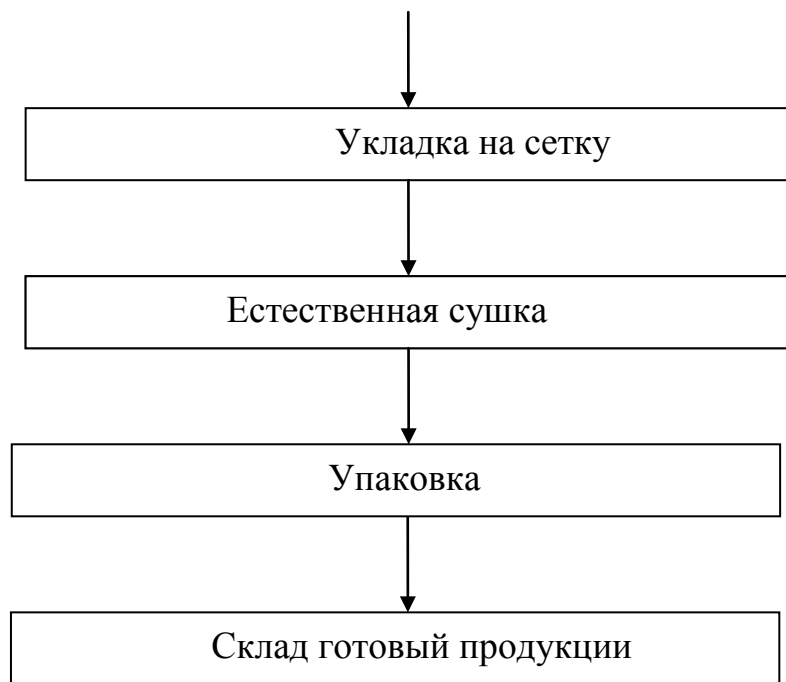 Укладка на сетку
Естественная сушка
Упаковка
Склад готовый продукции